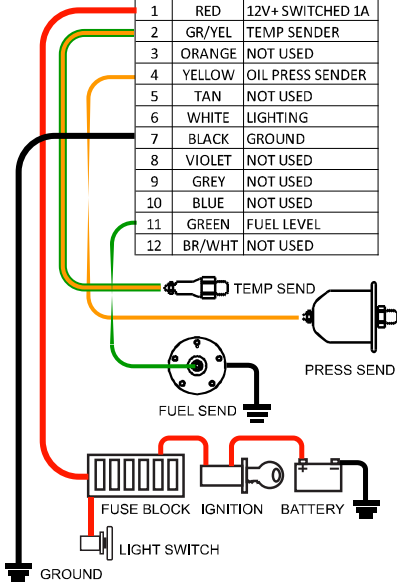 1 RED 12V+ SWITCHED 1A
2 GR/YEL TEMP SENDER
3 ORANGE NOT USED
4 YELLOW OIL PRESS SENDER
5 TAN NOT USED
6 WHITE LIGHTING
7 BLACK GROUND
8 VIOLET NOT USED
9 GREY NOT USED
10 BLUE NOT USED
11 GREEN FUEL LEVEL
12 BR/WHT NOT USED
TEMP SEND
PRESS SEND
FUEL SEND
+ -
FUSE BLOCK IGNITION BATTERY
LIGHT SWITCH
GROUND